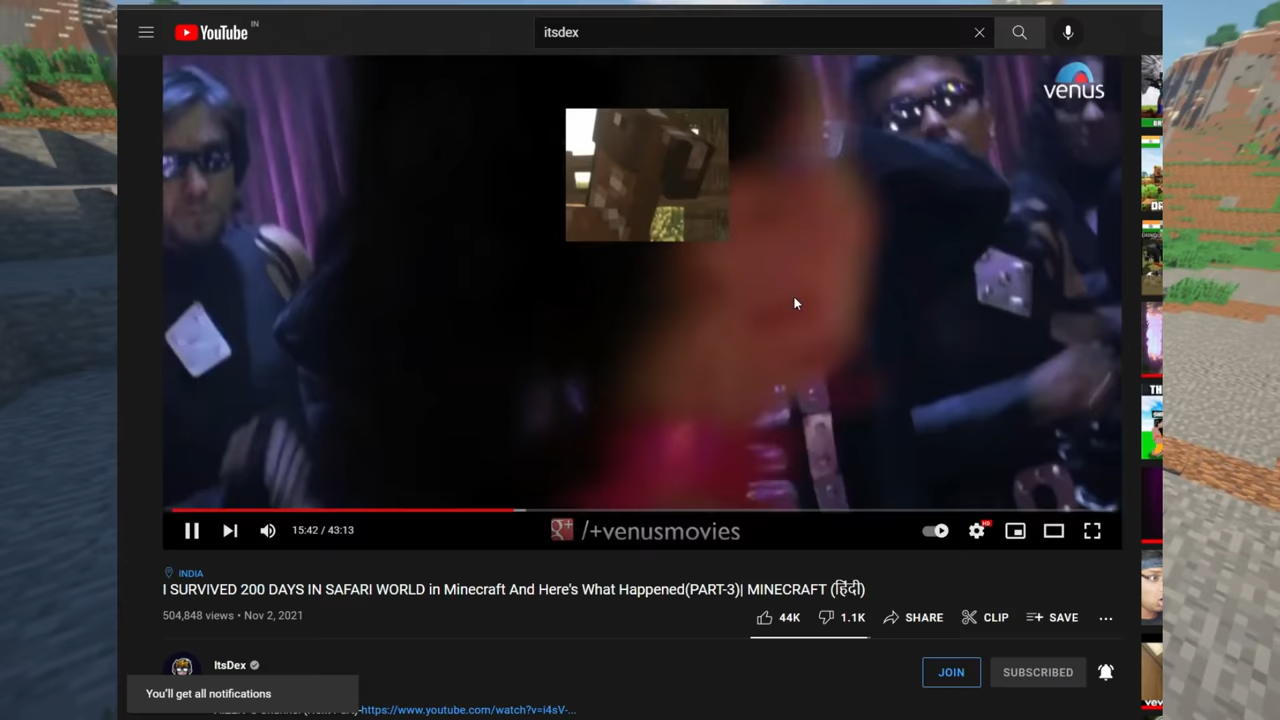 YouTube IN
itsdex
venus
15:42 / 43:13
g+ /+venusmovies
HD
INDIA
I SURVIVED 200 DAYS IN SAFARI WORLD in Minecraft And Here's What Happened(PART-3)| MINECRAFT (हिंदी)
504,848 views • Nov 2, 2021
44K 1.1K SHARE CLIP SAVE
ItsDex
JOIN SUBSCRIBED
You'll get all notifications
https://www.youtube.com/watch?v=i4sV-...